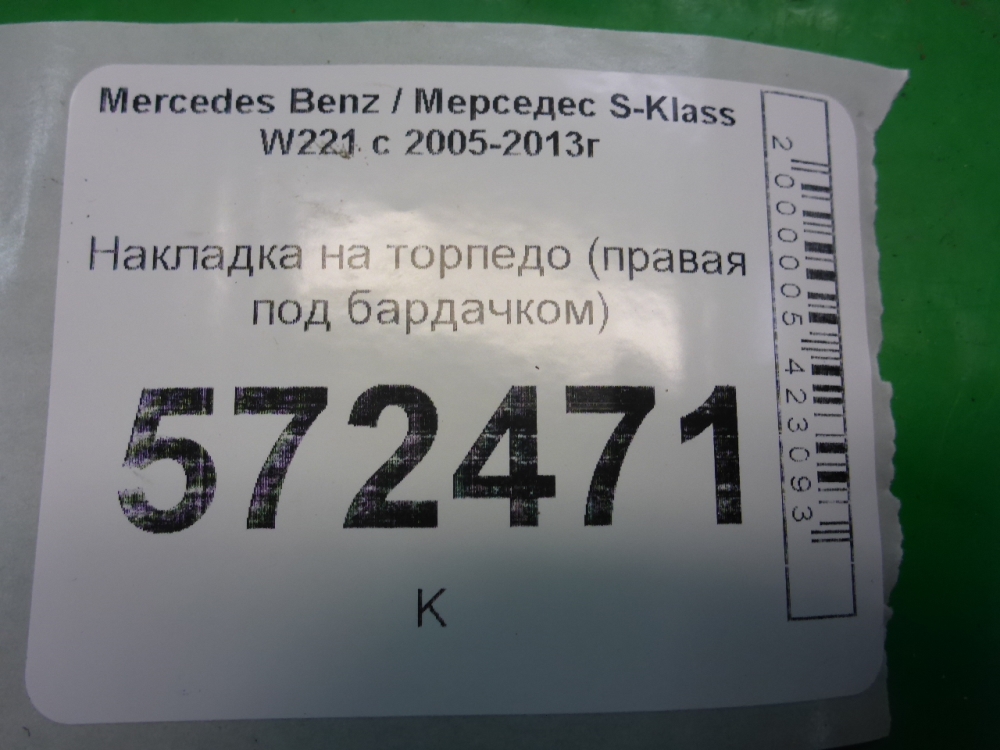 Mercedes Benz / Мерседес S-Klass
W221 с 2005-2013г
Накладка на торпедо (правая
под бардачком)
572471
К
2000005423093